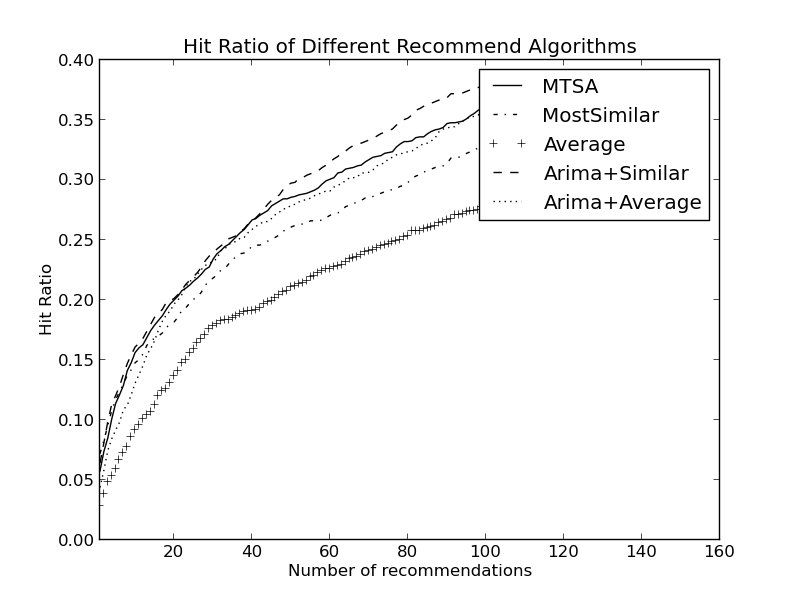 Hit Ratio of Different Recommend Algorithms
0.40
0.35
0.30
0.25
0.20
0.15
0.10
0.05
0.00
Hit Ratio
MTSA
MostSimilar
Average
Arima+Similar
Arima+Average
20 40 60 80 100 120 140 160
Number of recommendations